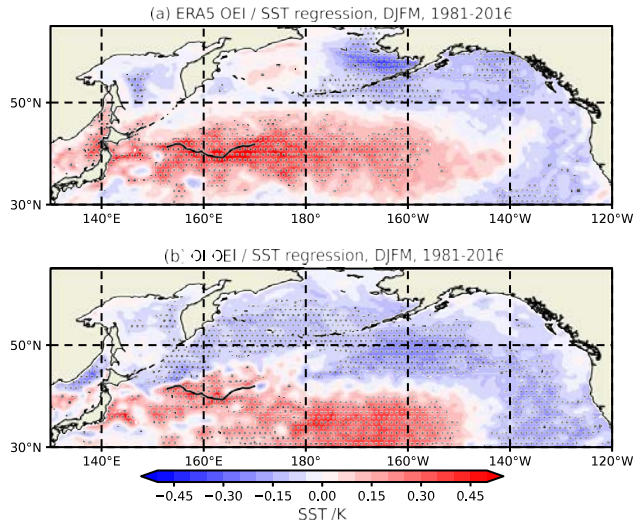 (a) ERA5 OEI / SST regression, DJFM, 1981-2016
50°N
30°N
140°E 160°E 180° 160°W 140°W 120°W
(b) OI OEI / SST regression, DJFM, 1981-2016
50°N
30°N
140°E 160°E 180° 160°W 140°W 120°W
−0.45 −0.30 −0.15 0.00 0.15 0.30 0.45
SST /K